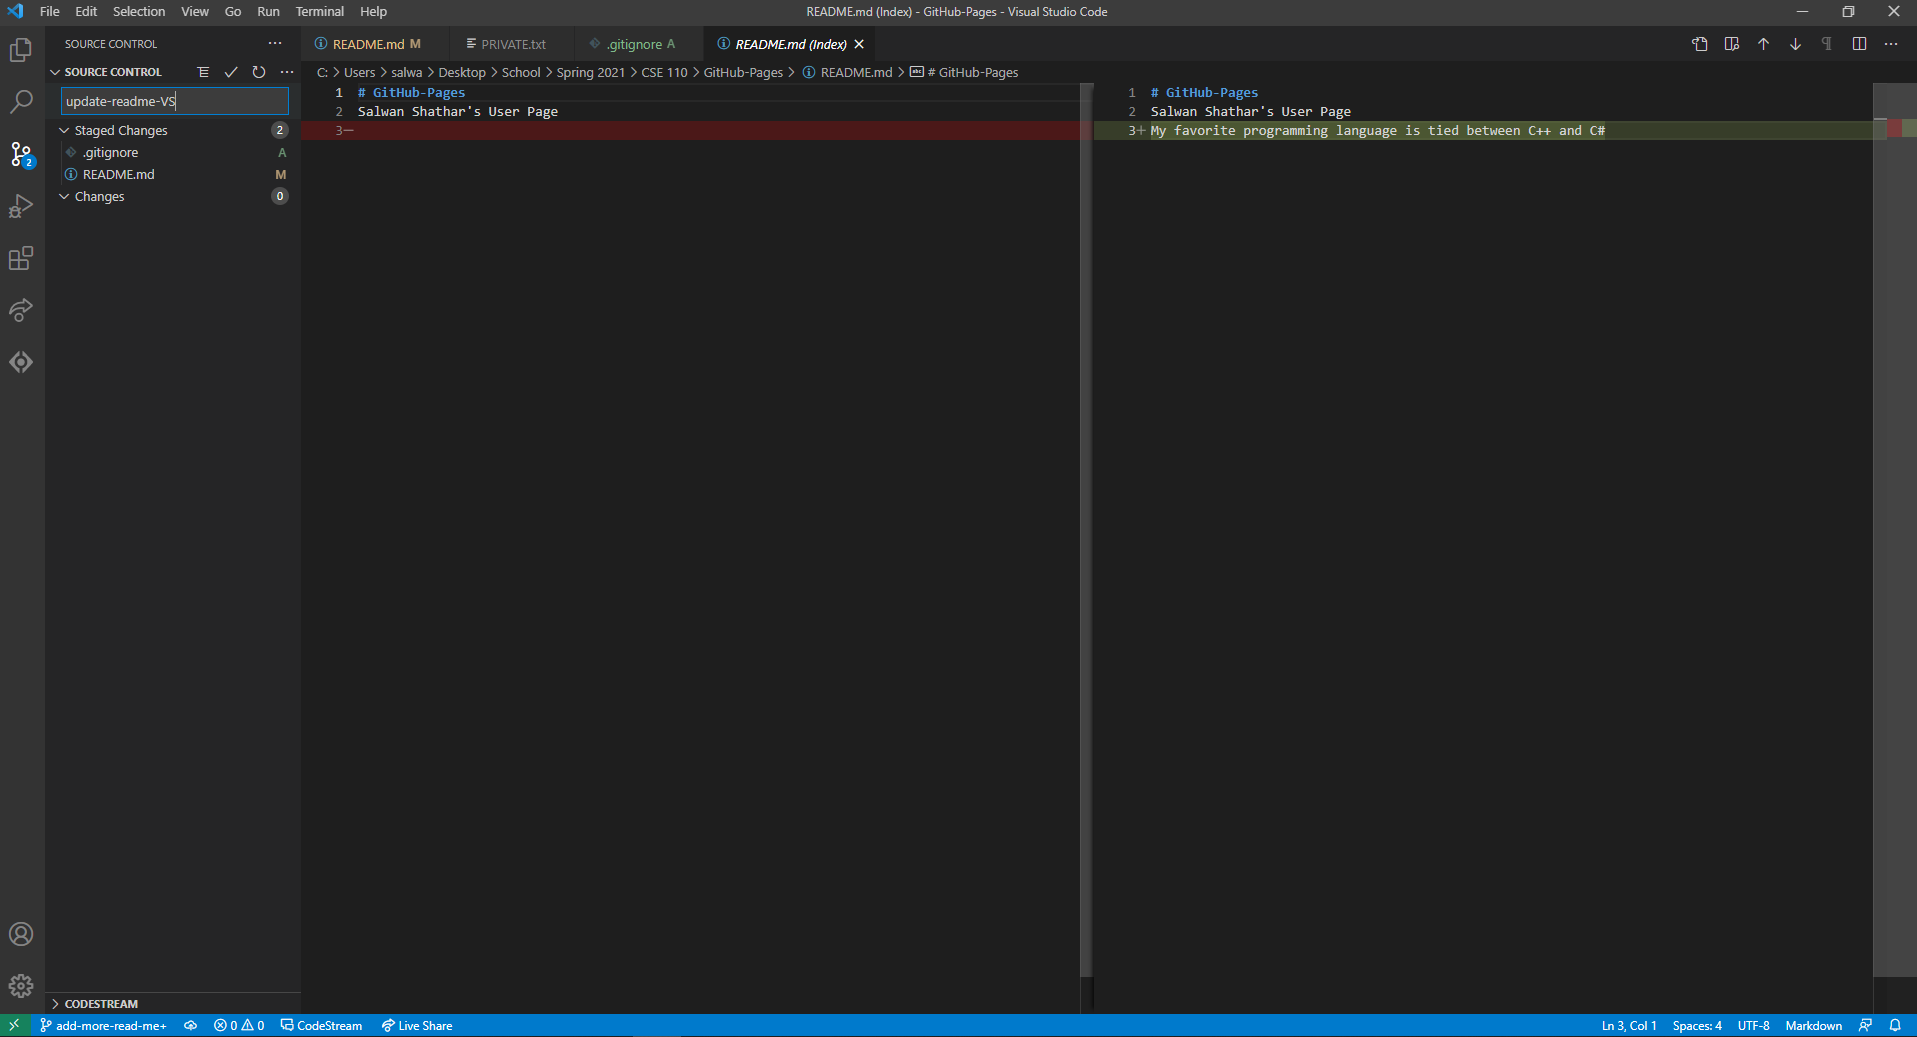 File Edit Selection View Go Run Terminal Help
README.md (Index) - GitHub-Pages - Visual Studio Code
SOURCE CONTROL
README.md M
PRIVATE.txt
.gitignore A
README.md (Index)
SOURCE CONTROL
C: > Users > salwa > Desktop > School > Spring 2021 > CSE 110 > GitHub-Pages > README.md > # GitHub-Pages
update-readme-VS
Staged Changes 2
.gitignore A
README.md M
Changes 0
2
1 # GitHub-Pages
2 Salwan Shathar's User Page
3—
1 # GitHub-Pages
2 Salwan Shathar's User Page
3+ My favorite programming language is tied between C++ and C#
CODESTREAM
add-more-read-me+ 0 0 CodeStream Live Share
Ln 3, Col 1 Spaces: 4 UTF-8 Markdown